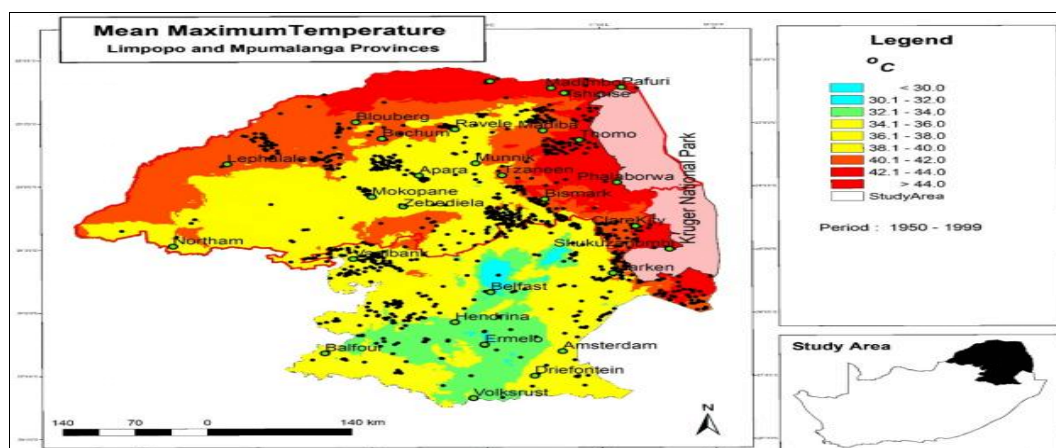 Mean Maximum Temperature
Limpopo and Mpumalanga Provinces
Legend
°C
< 30.0
30.1 - 32.0
32.1 - 34.0
34.1 - 36.0
36.1 - 38.0
38.1 - 40.0
40.1 - 42.0
42.1 - 44.0
> 44.0
StudyArea
Period : 1950 - 1999
Pafuri
Tshipise
Blouberg
Bochum
Ravele
Thomo
Lephalale
Apara
Munnik
Tzaneen
Phalaborwa
Kruger National Park
Mokopane
Zebediela
Bismark
Northam
Skukuza
Belfast
Hendrina
Ermelo
Balfour
Amsterdam
Driefontein
Volksrust
140 70 0 140 km
N
Study Area